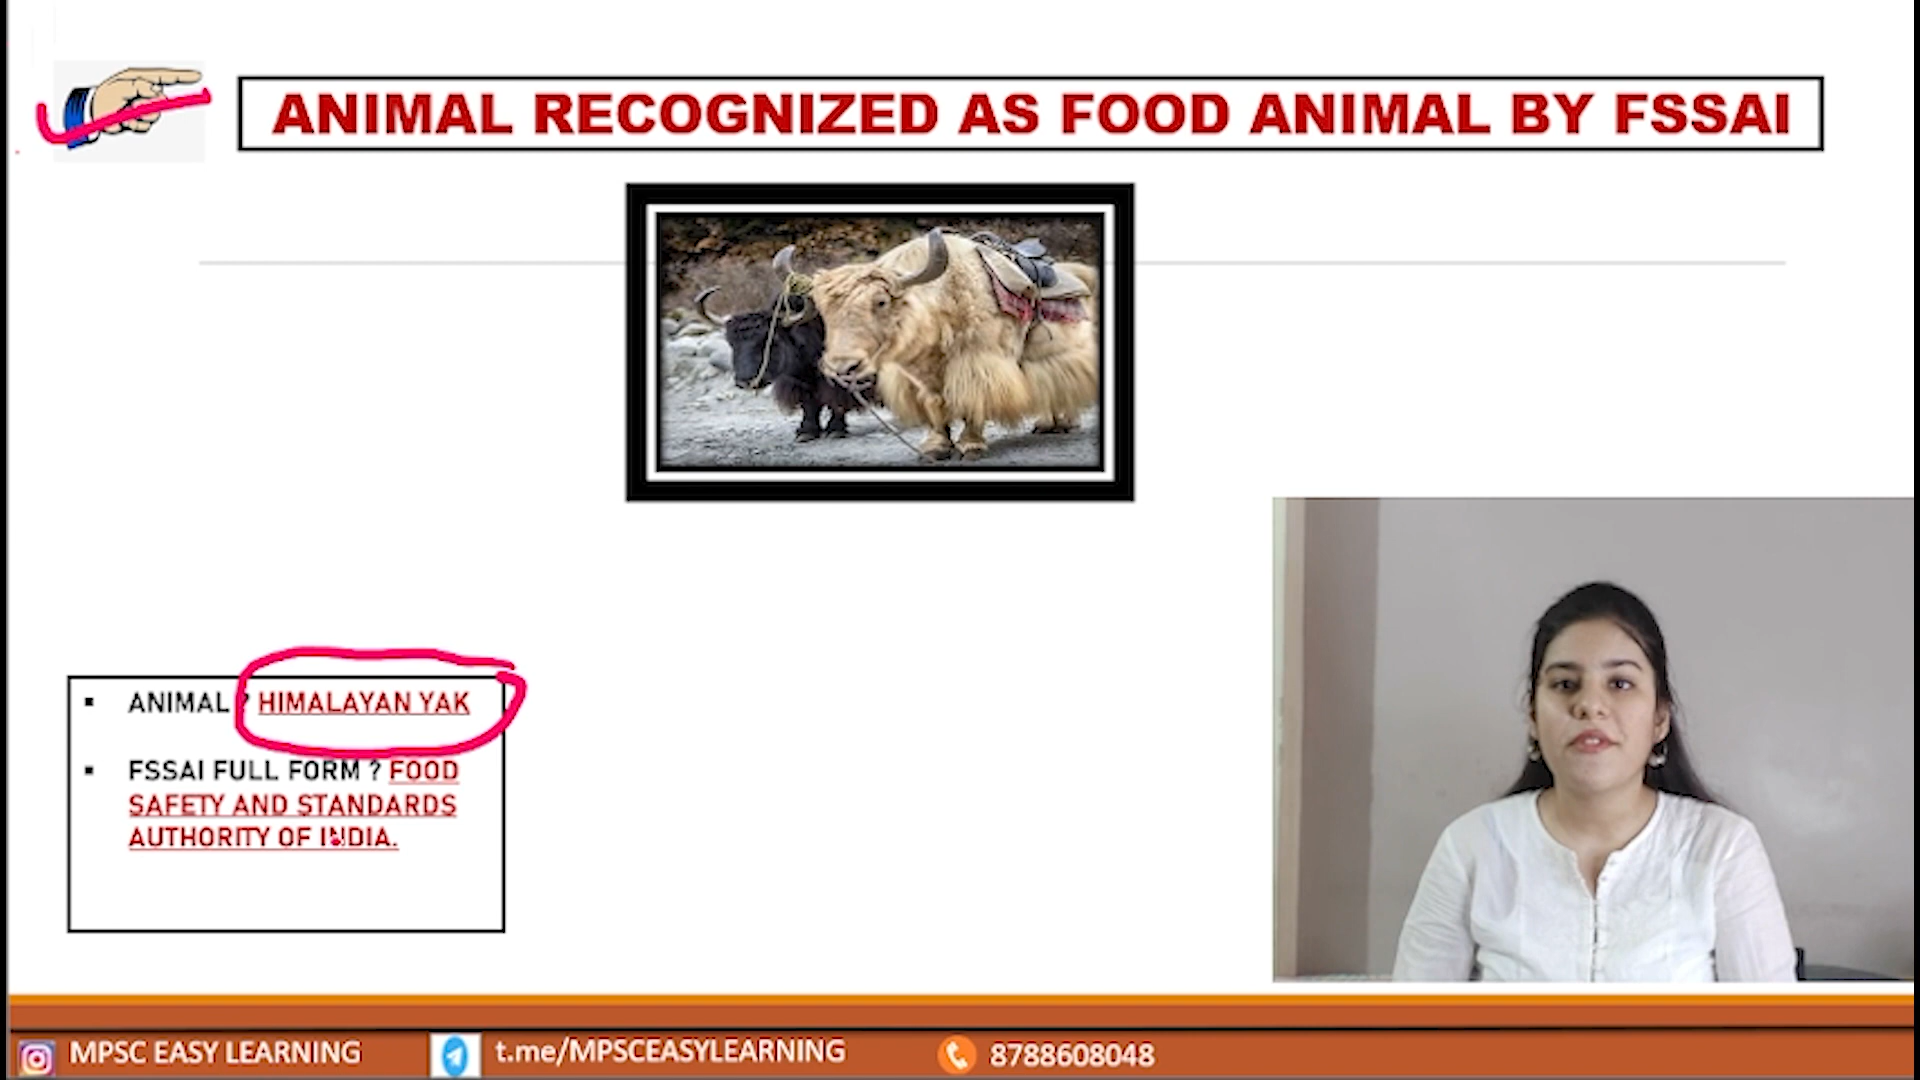 ANIMAL RECOGNIZED AS FOOD ANIMAL BY FSSAI
ANIMAL ? HIMALAYAN YAK
FSSAI FULL FORM ? FOOD
SAFETY AND STANDARDS
AUTHORITY OF INDIA.
MPSC EASY LEARNING
t.me/MPSCEASYLEARNING
8788608048